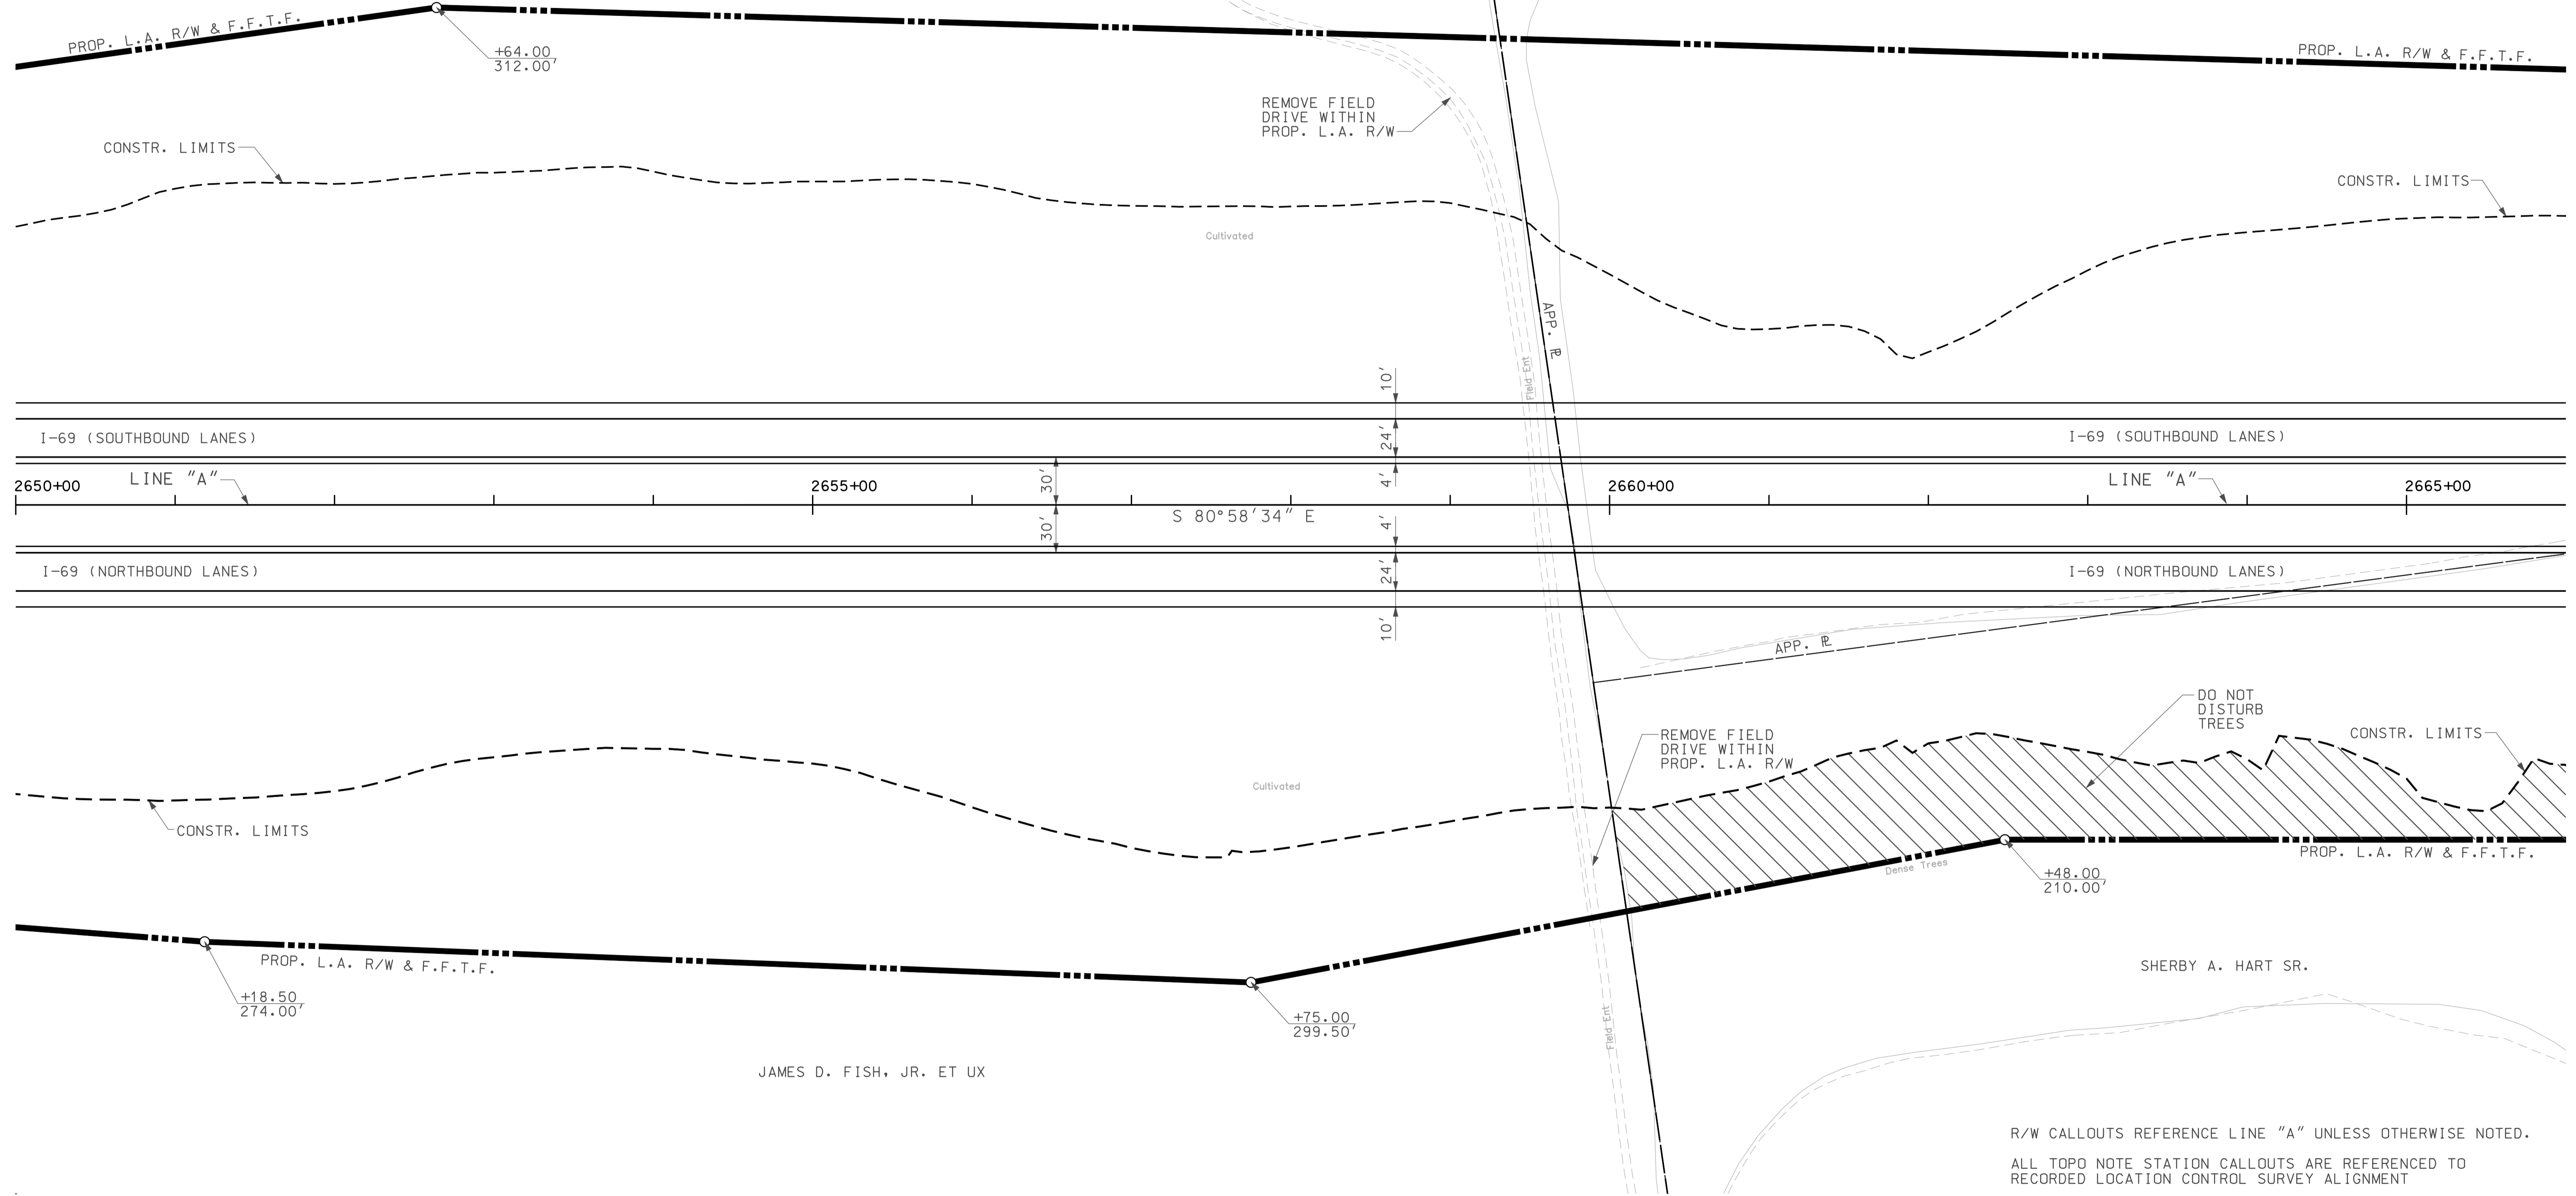 PROP. L.A. R/W & F.F.T.F.
+64.00
312.00'
PROP. L.A. R/W & F.F.T.F.
REMOVE FIELD
DRIVE WITHIN
PROP. L.A. R/W
CONSTR. LIMITS
CONSTR. LIMITS
Cultivated
APP. ⅊
Field Ent
10'
24'
4'
I-69 (SOUTHBOUND LANES)
I-69 (SOUTHBOUND LANES)
LINE "A"
LINE "A"
2650+00
2655+00
2660+00
2665+00
30'
30'
S 80°58'34" E
4'
24'
10'
I-69 (NORTHBOUND LANES)
I-69 (NORTHBOUND LANES)
APP. ⅊
DO NOT
DISTURB
TREES
REMOVE FIELD
DRIVE WITHIN
PROP. L.A. R/W
CONSTR. LIMITS
Cultivated
CONSTR. LIMITS
PROP. L.A. R/W & F.F.T.F.
Dense Trees
+48.00
210.00'
PROP. L.A. R/W & F.F.T.F.
+18.50
274.00'
+75.00
299.50'
Field Ent
SHERBY A. HART SR.
JAMES D. FISH, JR. ET UX
R/W CALLOUTS REFERENCE LINE "A" UNLESS OTHERWISE NOTED.
ALL TOPO NOTE STATION CALLOUTS ARE REFERENCED TO
RECORDED LOCATION CONTROL SURVEY ALIGNMENT